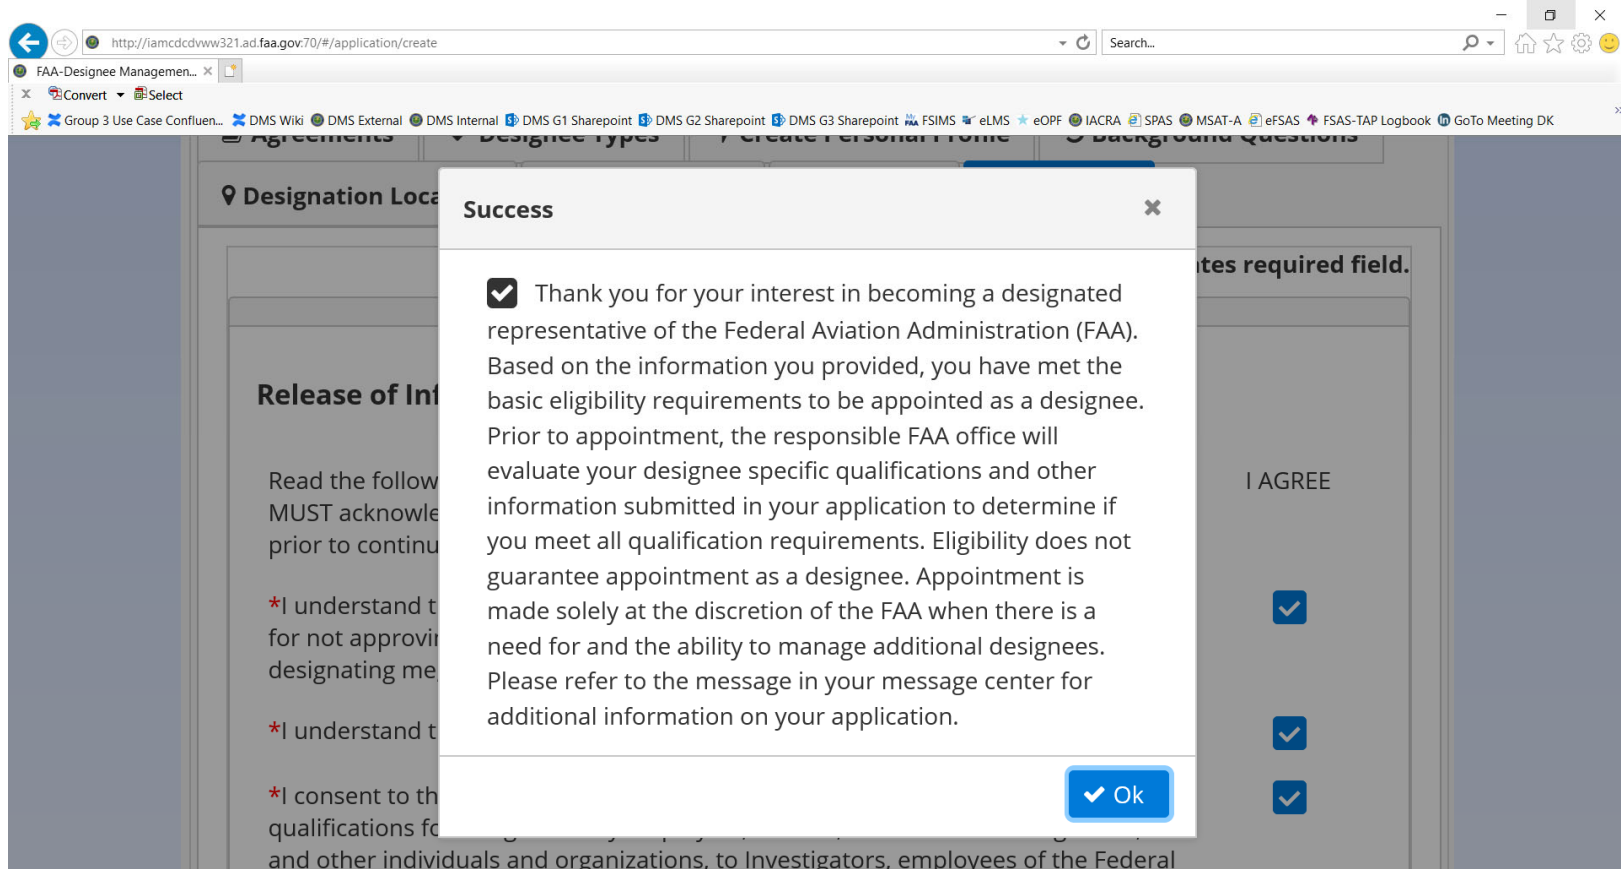 http://iamcdcdvww321.ad.faa.gov:70/#/application/create
Search...
FAA-Designee Managemen...
x Convert Select
Group 3 Use Case Confluen... DMS Wiki DMS External DMS Internal DMS G1 Sharepoint DMS G2 Sharepoint DMS G3 Sharepoint FSIMS eLMS eOPF IACRA SPAS MSAT-A eFSAS FSAS-TAP Logbook GoTo Meeting DK
Agreements Designee Types Create Personal Profile Background Questions
Designation Loca
Success
tes required field.
Thank you for your interest in becoming a designated
representative of the Federal Aviation Administration (FAA).
Based on the information you provided, you have met the
basic eligibility requirements to be appointed as a designee.
Prior to appointment, the responsible FAA office will
evaluate your designee specific qualifications and other
information submitted in your application to determine if
you meet all qualification requirements. Eligibility does not
guarantee appointment as a designee. Appointment is
made solely at the discretion of the FAA when there is a
need for and the ability to manage additional designees.
Please refer to the message in your message center for
additional information on your application.
Ok
Release of Inf
Read the follow
MUST acknowle
prior to continu
I AGREE
*I understand t
for not approvin
designating me
*I understand t
*I consent to th
qualifications fo
and other individuals and organizations, to Investigators, employees of the Federal